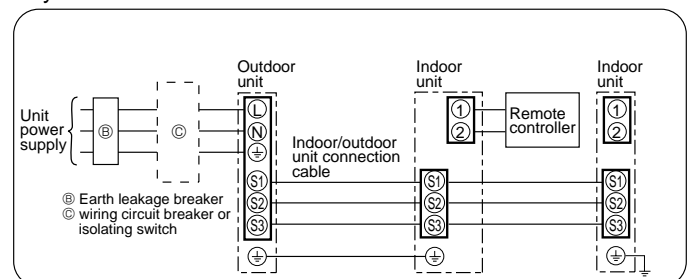 Outdoor
unit
Indoor
unit
Indoor
unit
Unit
power
supply
Ⓑ
Ⓒ
L
N
S1
S2
S3
Indoor/outdoor
unit connection
cable
1
2
Remote
controller
S1
S2
S3
1
2
S1
S2
S3
Ⓑ Earth leakage breaker
Ⓒ wiring circuit breaker or
isolating switch